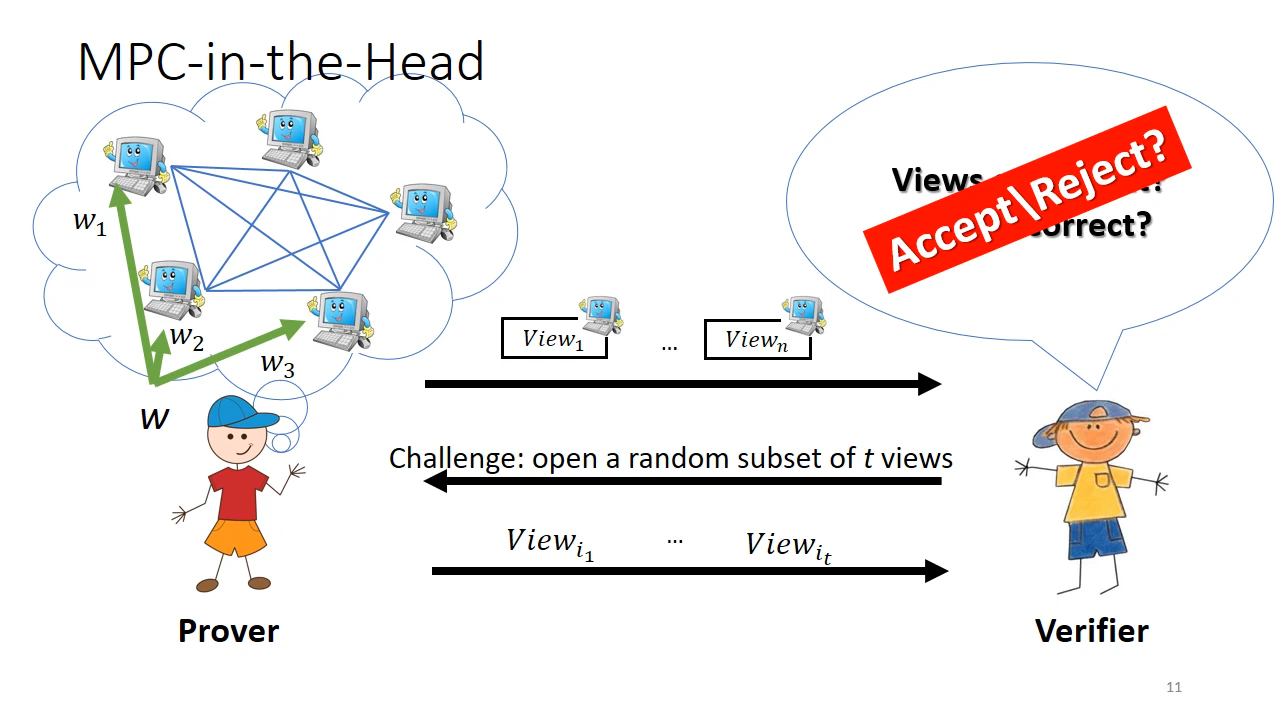 MPC-in-the-Head
w₁
w₂
w₃
w
View₁ ... Viewₙ
Challenge: open a random subset of t views
View_{i₁} ... View_{i_t}
Views
correct?
Accept\Reject?
Prover
Verifier
11